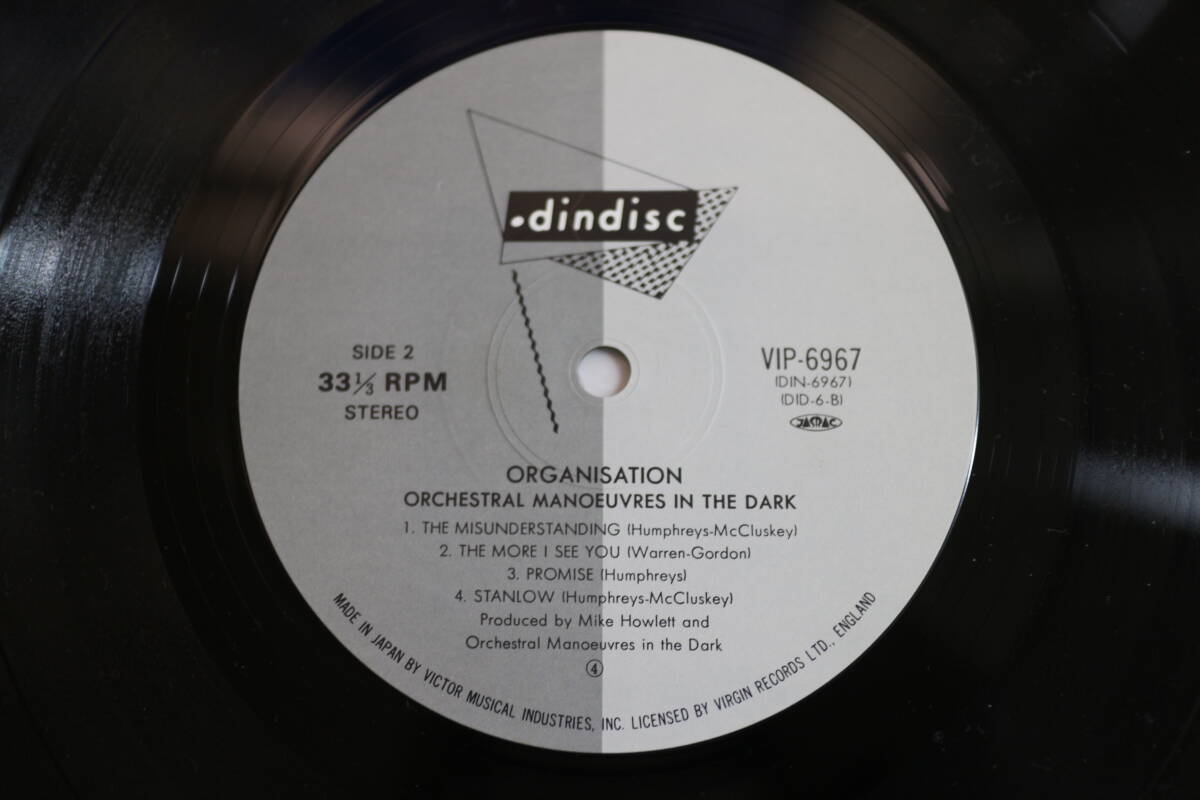 •dindisc
SIDE 2
33⅓ RPM
STEREO
VIP-6967
(DIN-6967)
(DID-6-B)
JASRAC
ORGANISATION
ORCHESTRAL MANOEUVRES IN THE DARK
1. THE MISUNDERSTANDING (Humphreys-McCluskey)
2. THE MORE I SEE YOU (Warren-Gordon)
3. PROMISE (Humphreys)
4. STANLOW (Humphreys-McCluskey)
Produced by Mike Howlett and
Orchestral Manoeuvres in the Dark
④
MADE IN JAPAN BY VICTOR MUSICAL INDUSTRIES, INC. LICENSED BY VIRGIN RECORDS LTD., ENGLAND